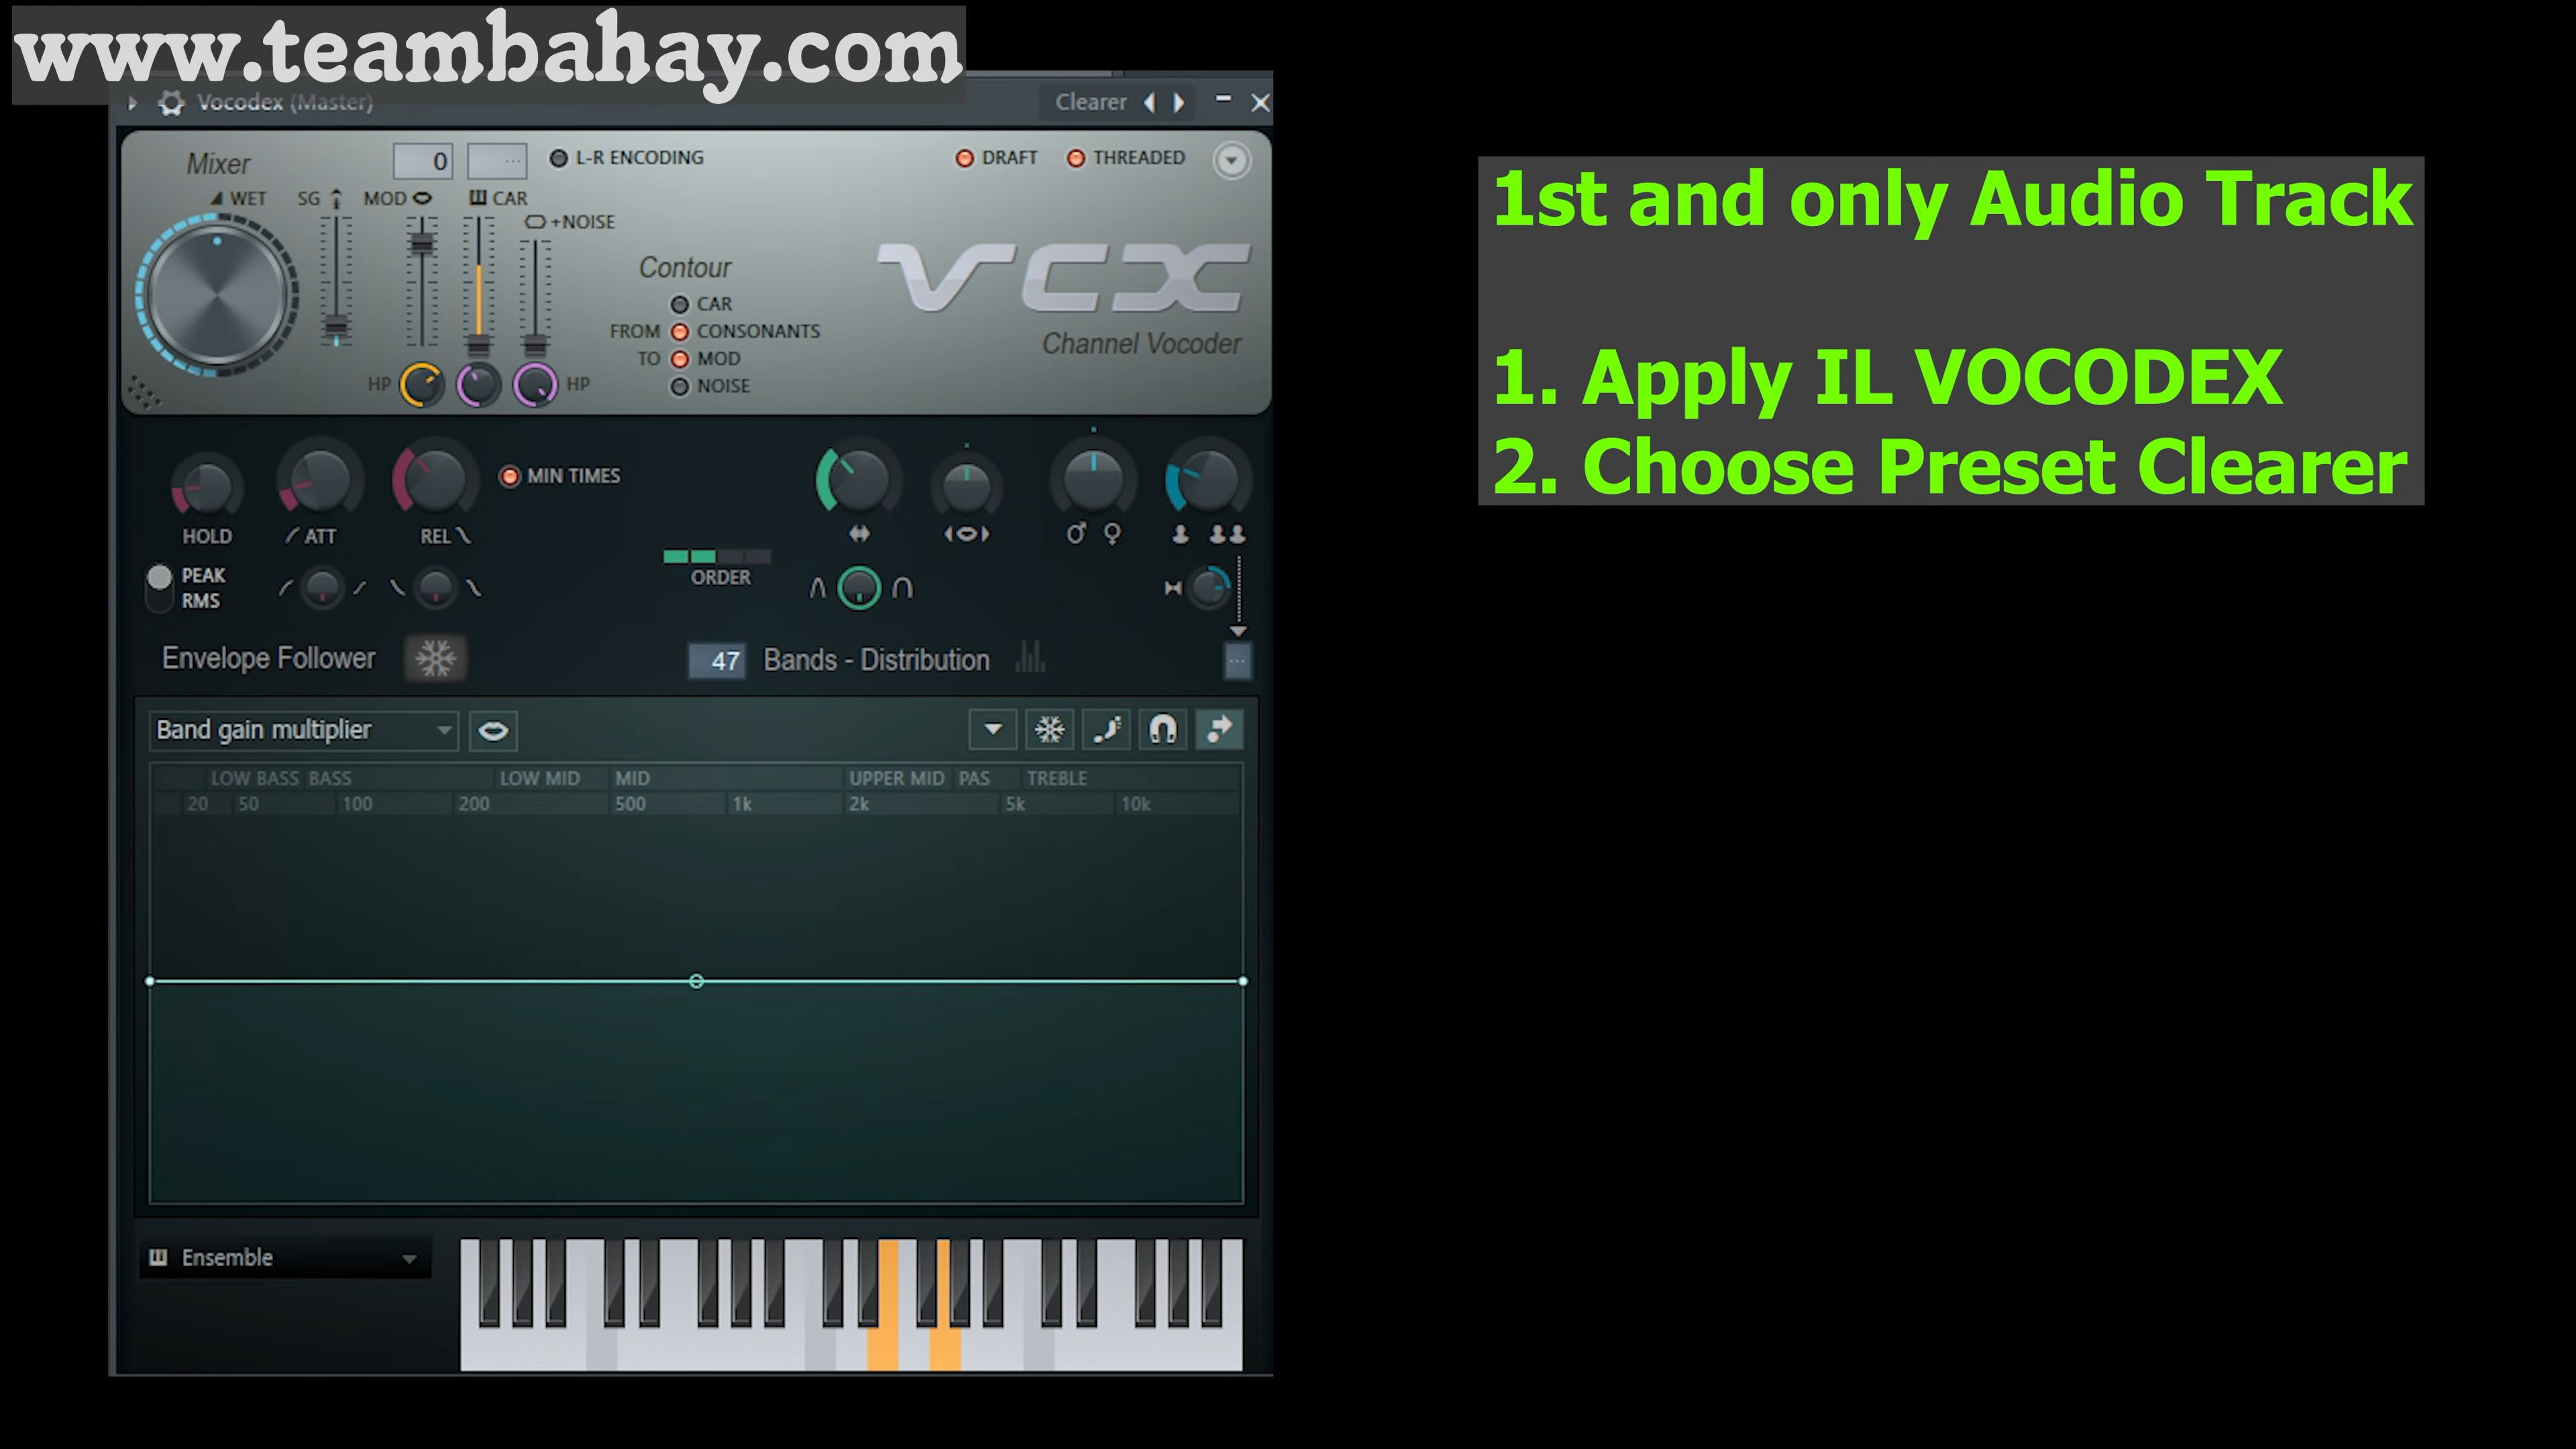 www.teambahay.com
Vocodex (Master)
Clearer
Mixer
0
L-R ENCODING
DRAFT
THREADED
WET
SG
MOD
CAR
+NOISE
Contour
CAR
FROM CONSONANTS
TO MOD
NOISE
HP
HP
VCX
Channel Vocoder
HOLD
ATT
REL
MIN TIMES
PEAK
RMS
ORDER
Envelope Follower
47 Bands - Distribution
Band gain multiplier
LOW BASS BASS LOW MID MID UPPER MID PAS TREBLE
20 50 100 200 500 1k 2k 5k 10k
Ensemble
1st and only Audio Track
1. Apply IL VOCODEX
2. Choose Preset Clearer